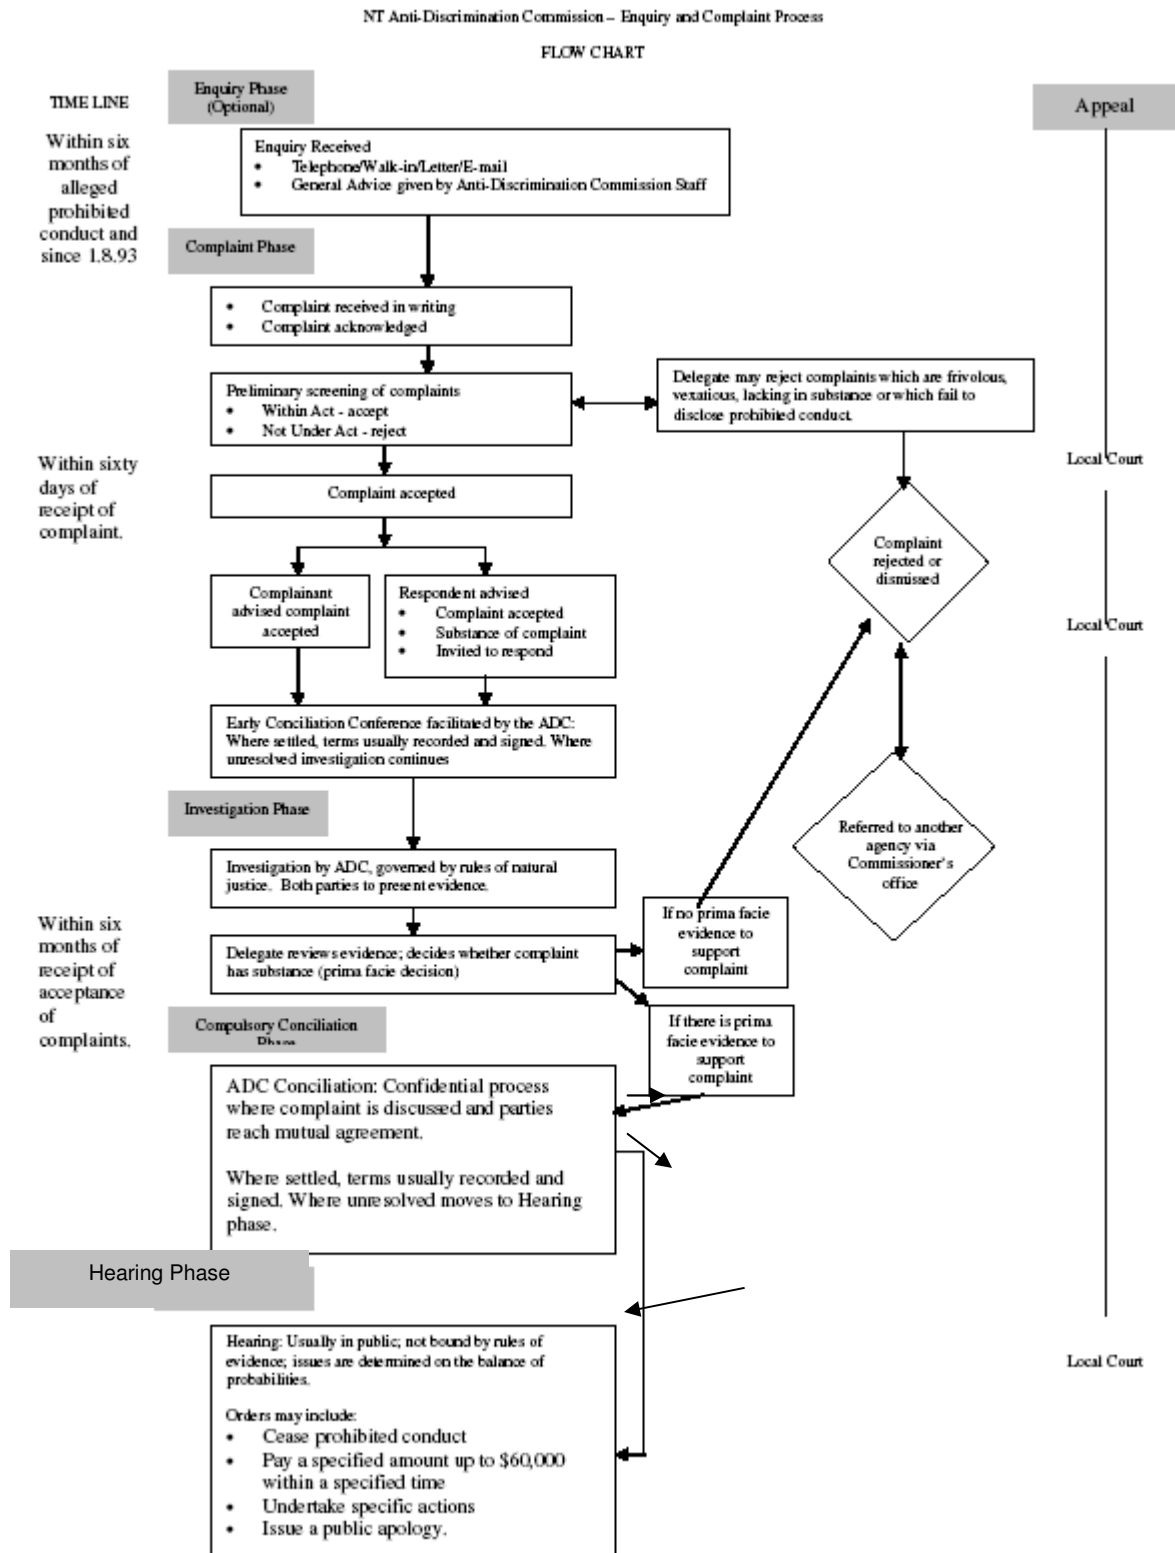 NT Anti-Discrimination Commission – Enquiry and Complaint Process
FLOW CHART
TIME LINE
Enquiry Phase
(Optional)
Appeal
Within six
months of
alleged
prohibited
conduct and
since 1.8.93
Enquiry Received
• Telephone/Walk-in/Letter/E-mail
• General Advice given by Anti-Discrimination Commission Staff
Complaint Phase
• Complaint received in writing
• Complaint acknowledged
Preliminary screening of complaints
• Within Act - accept
• Not Under Act - reject
Delegate may reject complaints which are frivolous,
vexatious, lacking in substance or which fail to
disclose prohibited conduct.
Local Court
Within sixty
days of
receipt of
complaint.
Complaint accepted
Complaint
rejected or
dismissed
Complainant
advised complaint
accepted
Respondent advised
• Complaint accepted
• Substance of complaint
• Invited to respond
Local Court
Early Conciliation Conference facilitated by the ADC:
Where settled, terms usually recorded and signed. Where
unresolved investigation continues
Investigation Phase
Referred to another
agency via
Commissioner's
office
Investigation by ADC, governed by rules of natural
justice. Both parties to present evidence.
Within six
months of
receipt of
acceptance
of
complaints.
Delegate reviews evidence; decides whether complaint
has substance (prima facie decision)
If no prima facie
evidence to
support
complaint
Compulsory Conciliation
Phase
If there is prima
facie evidence to
support
complaint
ADC Conciliation: Confidential process
where complaint is discussed and parties
reach mutual agreement.
Where settled, terms usually recorded and
signed. Where unresolved moves to Hearing
phase.
Hearing Phase
Hearing: Usually in public; not bound by rules of
evidence; issues are determined on the balance of
probabilities.
Orders may include:
• Cease prohibited conduct
• Pay a specified amount up to $60,000
within a specified time
• Undertake specific actions
• Issue a public apology.
Local Court